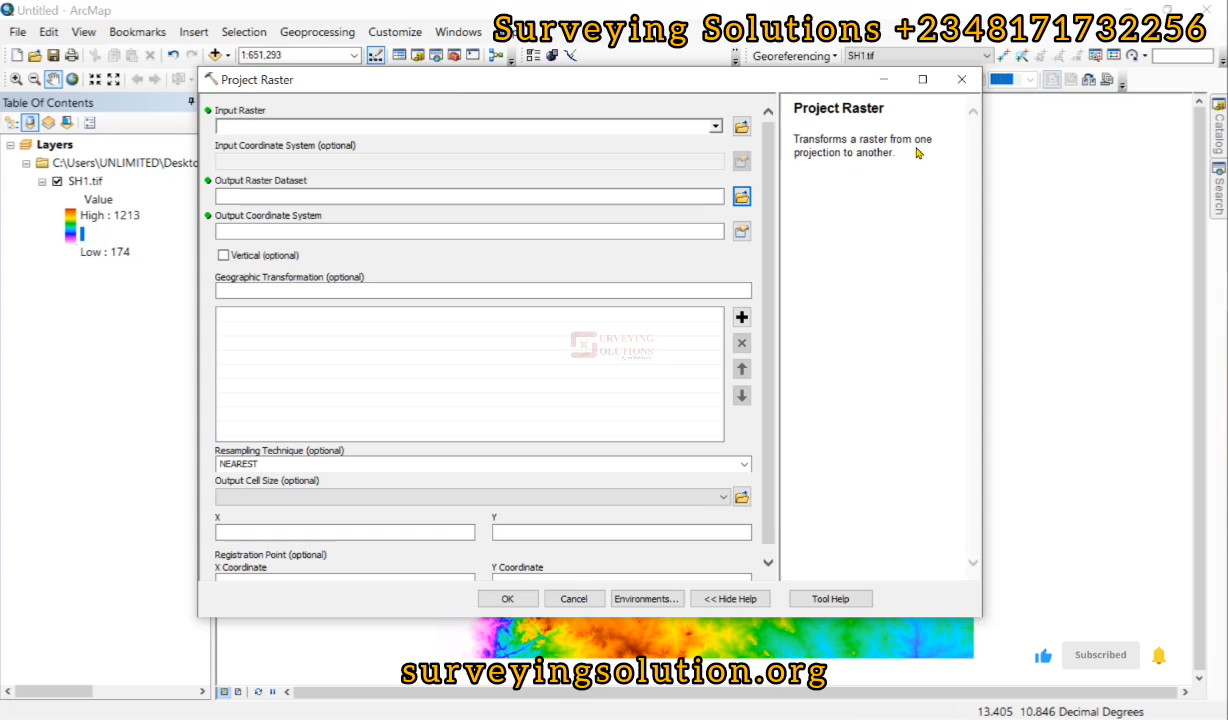 Untitled - ArcMap
Surveying Solutions +2348171732256
File Edit View Bookmarks Insert Selection Geoprocessing Customize Windows
1:651,293
Georeferencing
SH1.tif
Project Raster
Table Of Contents
Layers
C:\Users\UNLIMITED\Deskto
SH1.tif
Value
High : 1213
Low : 174
Input Raster
Input Coordinate System (optional)
Output Raster Dataset
Output Coordinate System
Vertical (optional)
Geographic Transformation (optional)
SURVEYING
SOLUTIONS
Resampling Technique (optional)
NEAREST
Output Cell Size (optional)
X Y
Registration Point (optional)
X Coordinate Y Coordinate
OK Cancel Environments... << Hide Help Tool Help
Project Raster
Transforms a raster from one
projection to another.
Catalog
Search
Subscribed
surveyingsolution.org
13.405 10.846 Decimal Degrees